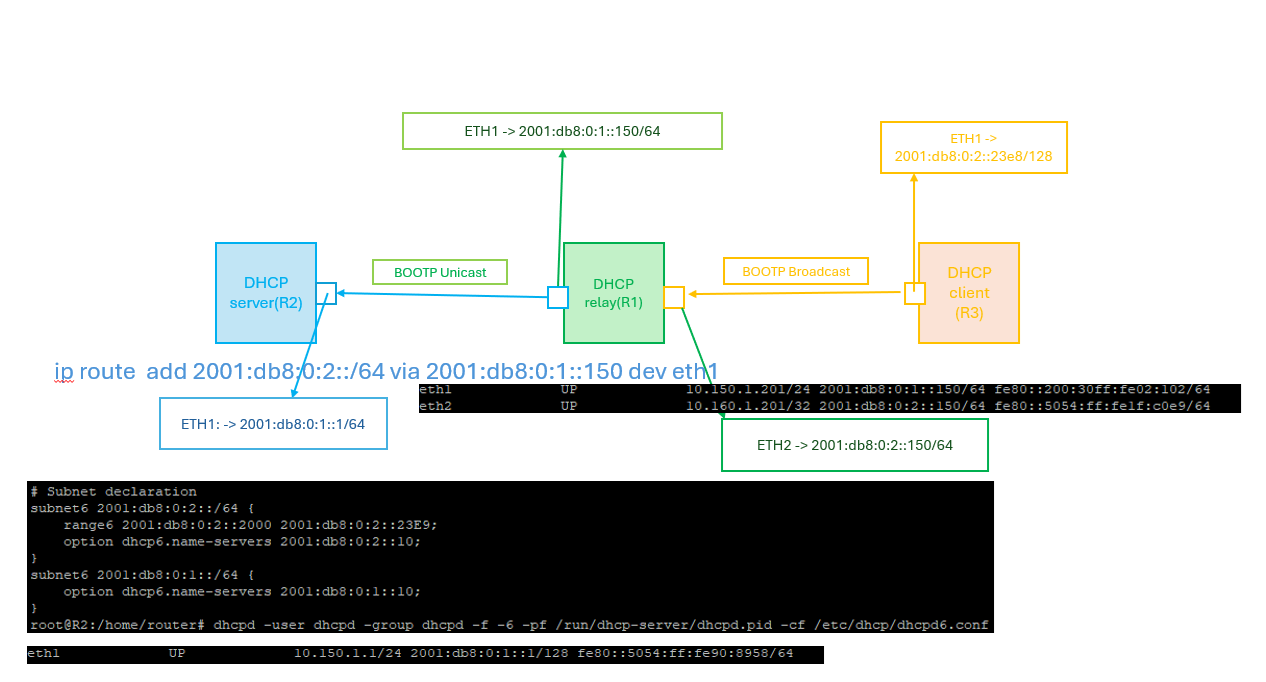 ETH1 -> 2001:db8:0:1::150/64
ETH1 ->
2001:db8:0:2::23e8/128
DHCP
server(R2)
BOOTP Unicast
DHCP
relay(R1)
BOOTP Broadcast
DHCP
client
(R3)
ip route  add 2001:db8:0:2::/64 via 2001:db8:0:1::150 dev eth1
eth1 UP 10.150.1.201/24 2001:db8:0:1::150/64 fe80::200:30ff:fe02:102/64
eth2 UP 10.160.1.201/32 2001:db8:0:2::150/64 fe80::5054:ff:fe1f:c0e9/64
ETH1: -> 2001:db8:0:1::1/64
ETH2 -> 2001:db8:0:2::150/64
# Subnet declaration
subnet6 2001:db8:0:2::/64 {
    range6 2001:db8:0:2::2000 2001:db8:0:2::23E9;
    option dhcp6.name-servers 2001:db8:0:2::10;
}
subnet6 2001:db8:0:1::/64 {
    option dhcp6.name-servers 2001:db8:0:1::10;
}
root@R2:/home/router# dhcpd -user dhcpd -group dhcpd -f -6 -pf /run/dhcp-server/dhcpd.pid -cf /etc/dhcp/dhcpd6.conf
eth1 UP 10.150.1.1/24 2001:db8:0:1::1/128 fe80::5054:ff:fe90:8958/64